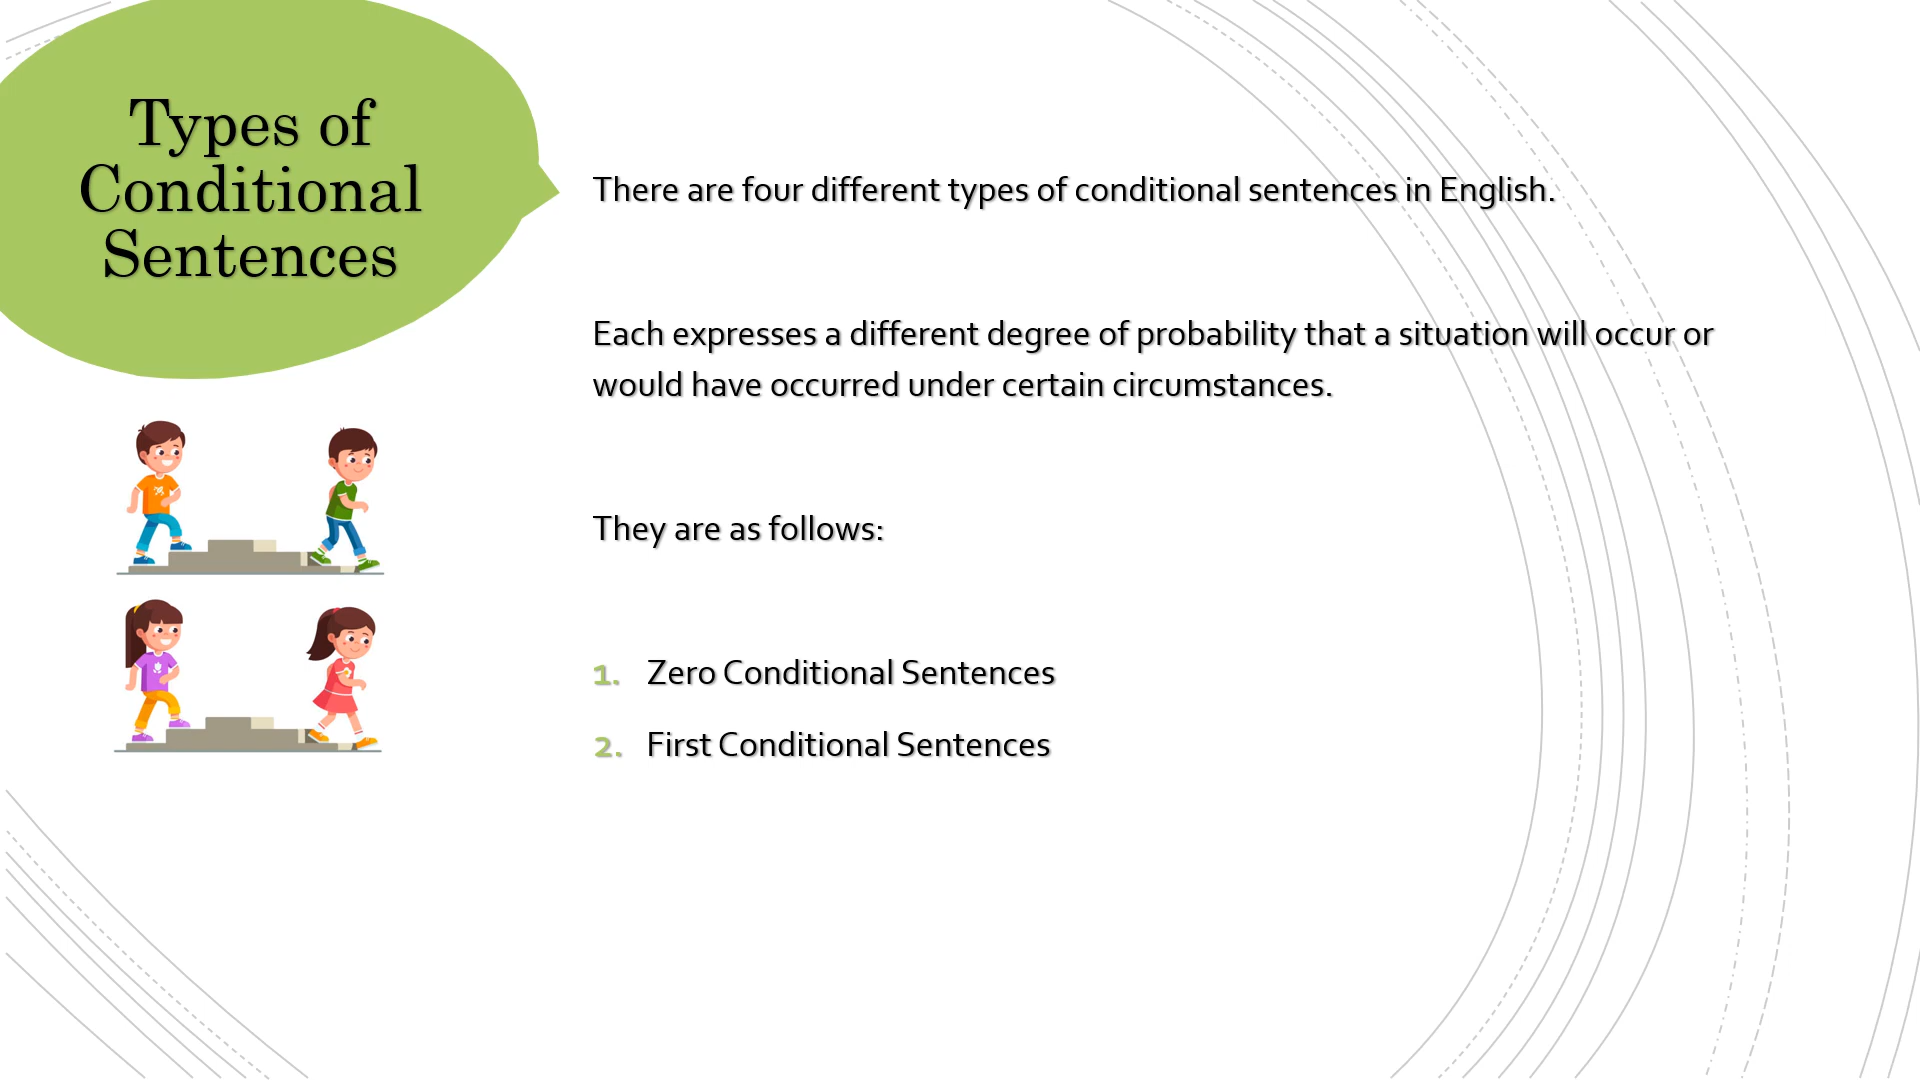 Types of
Conditional
Sentences
There are four different types of conditional sentences in English.
Each expresses a different degree of probability that a situation will occur or
would have occurred under certain circumstances.
They are as follows:
1. Zero Conditional Sentences
2. First Conditional Sentences